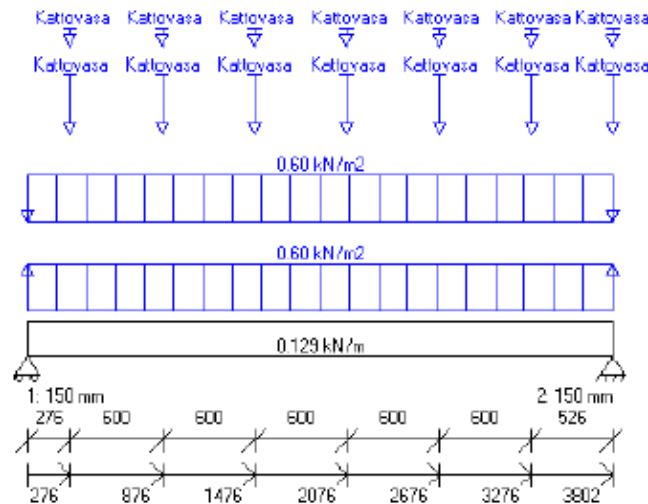 Kattovasa Kattovasa Kattovasa Kattovasa Kattovasa Kattovasa Kattovasa
Kattovasa Kattovasa Kattovasa Kattovasa Kattovasa Kattovasa Kattovasa
0.60 kN/m2
0.60 kN/m2
0.129 kN/m
1: 150 mm 2: 150 mm
276 600 600 600 600 600 526
276 876 1476 2076 2676 3276 3802